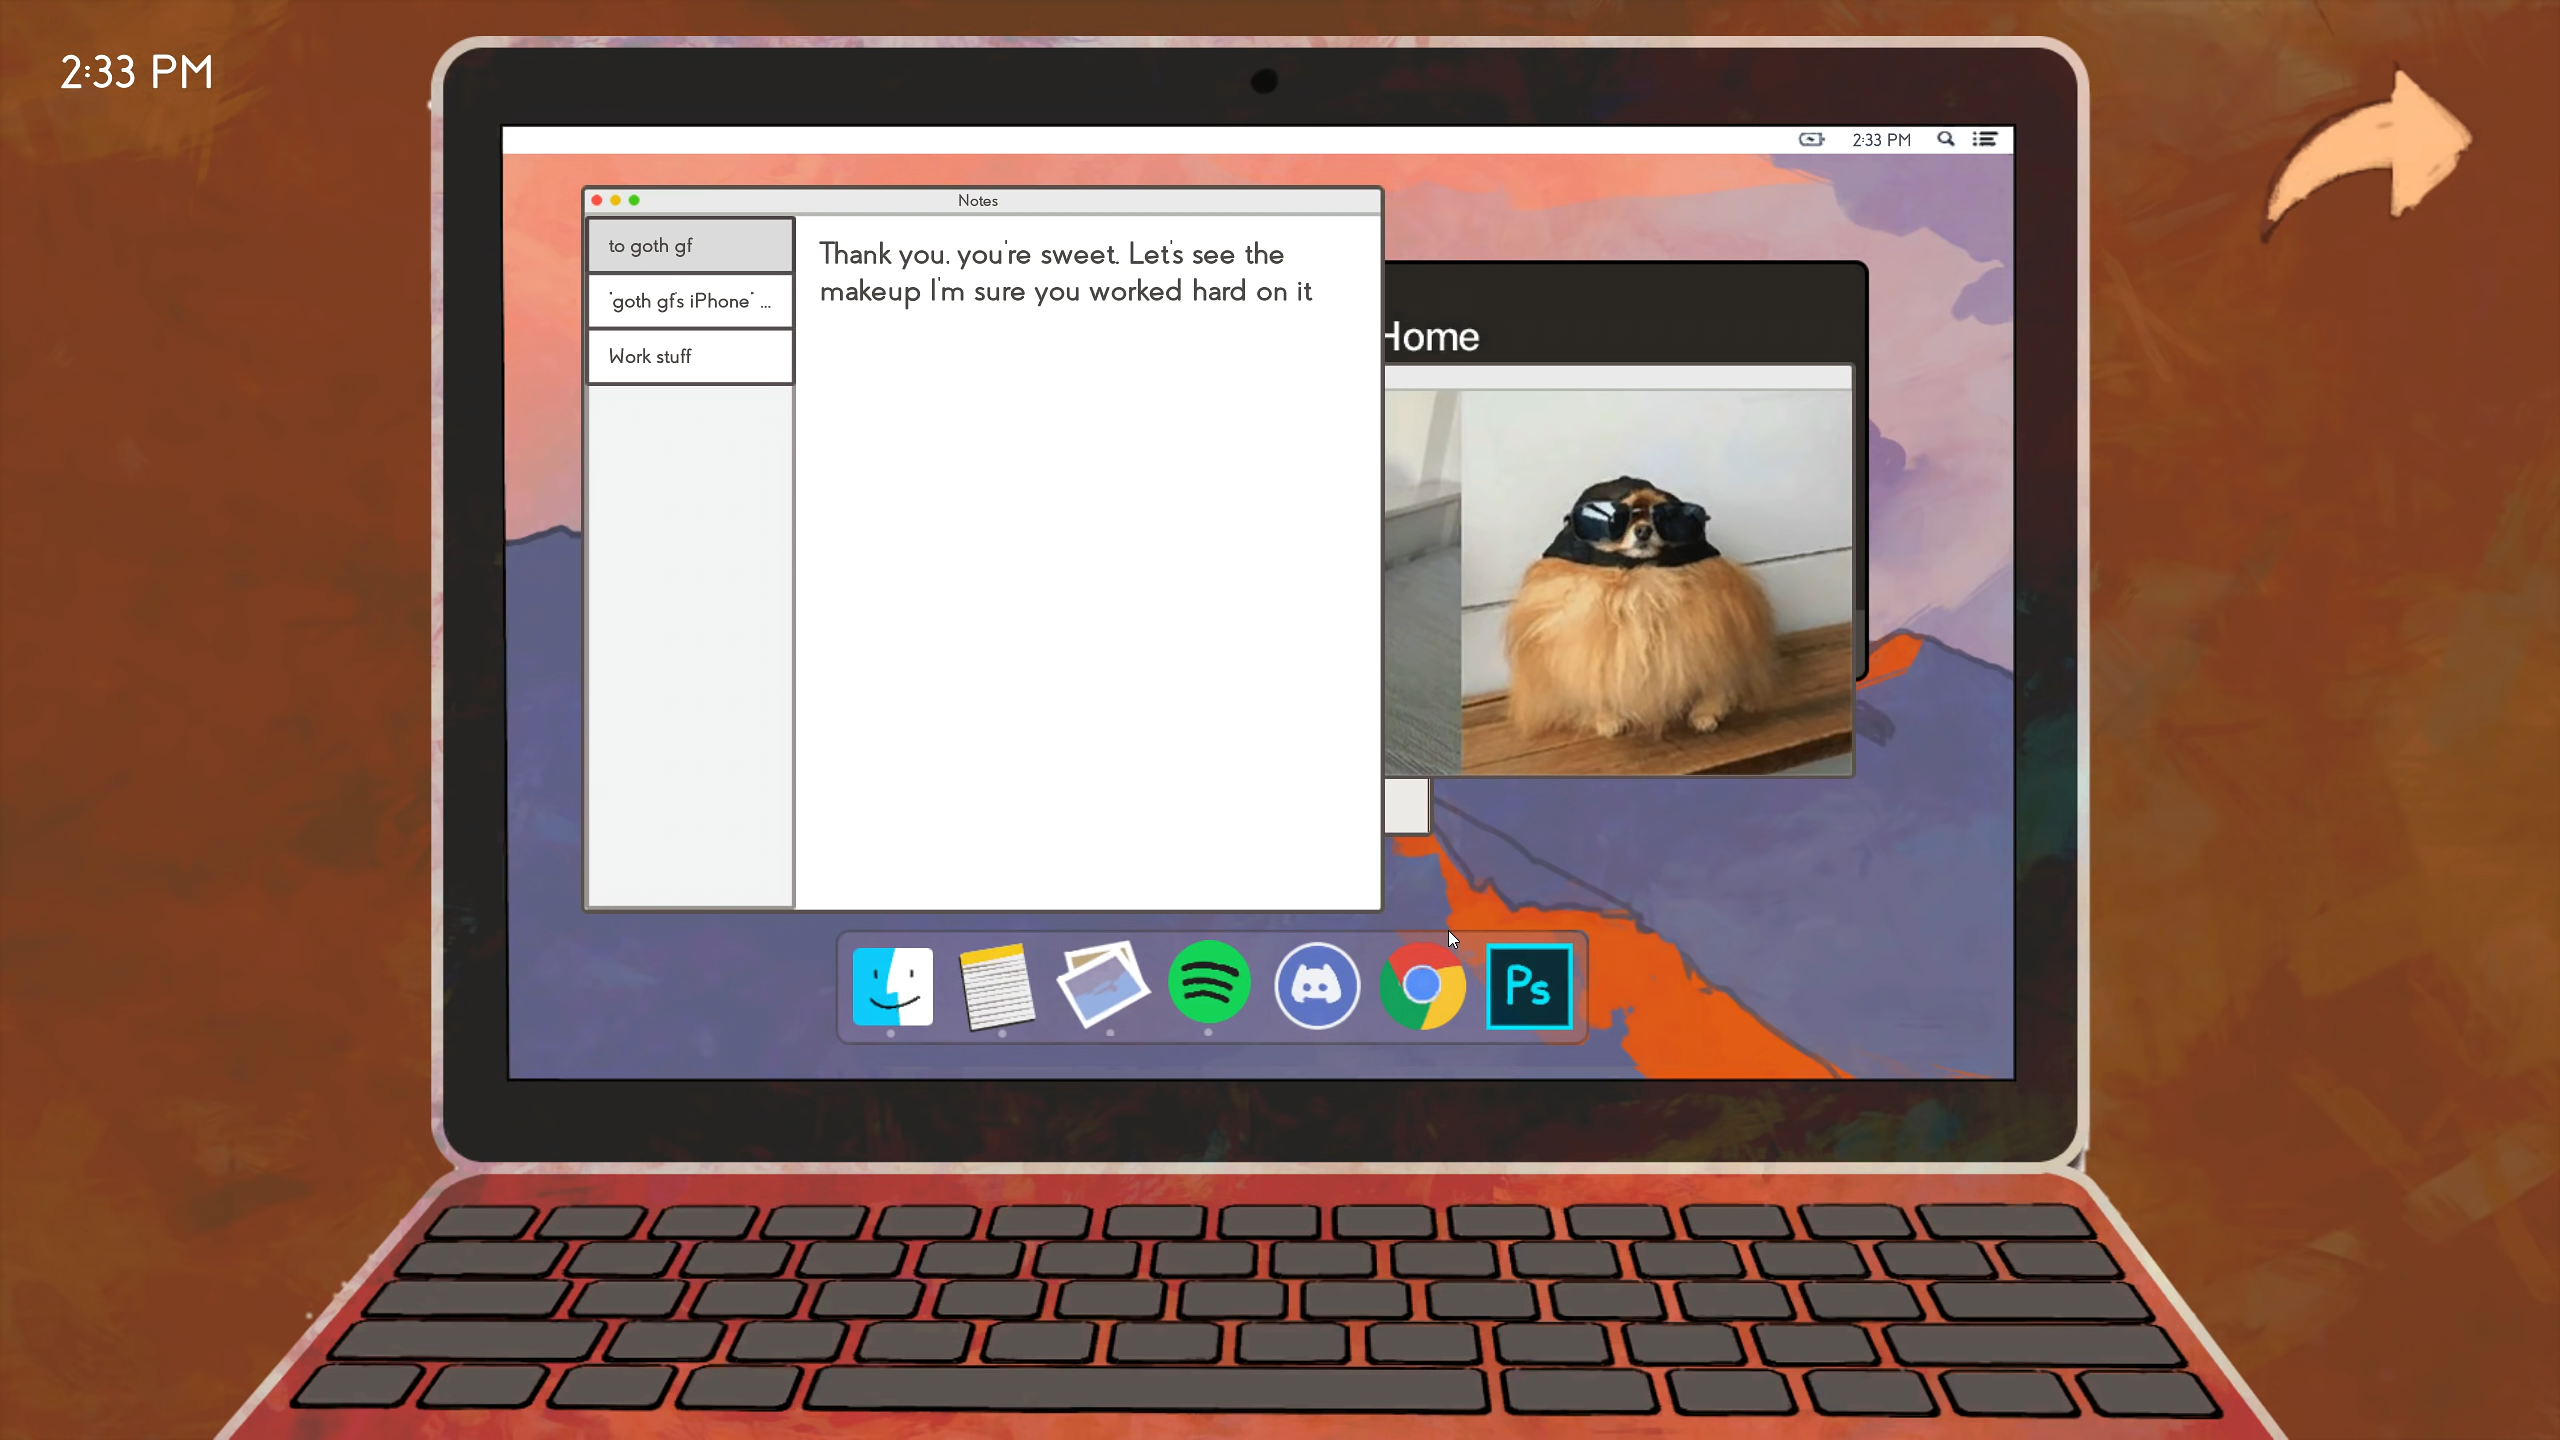 2:33 PM
2:33 PM
Notes
to goth gf
"goth gf's iPhone" ...
Work stuff
Thank you. you're sweet. Let's see the
makeup I'm sure you worked hard on it
Home
Ps